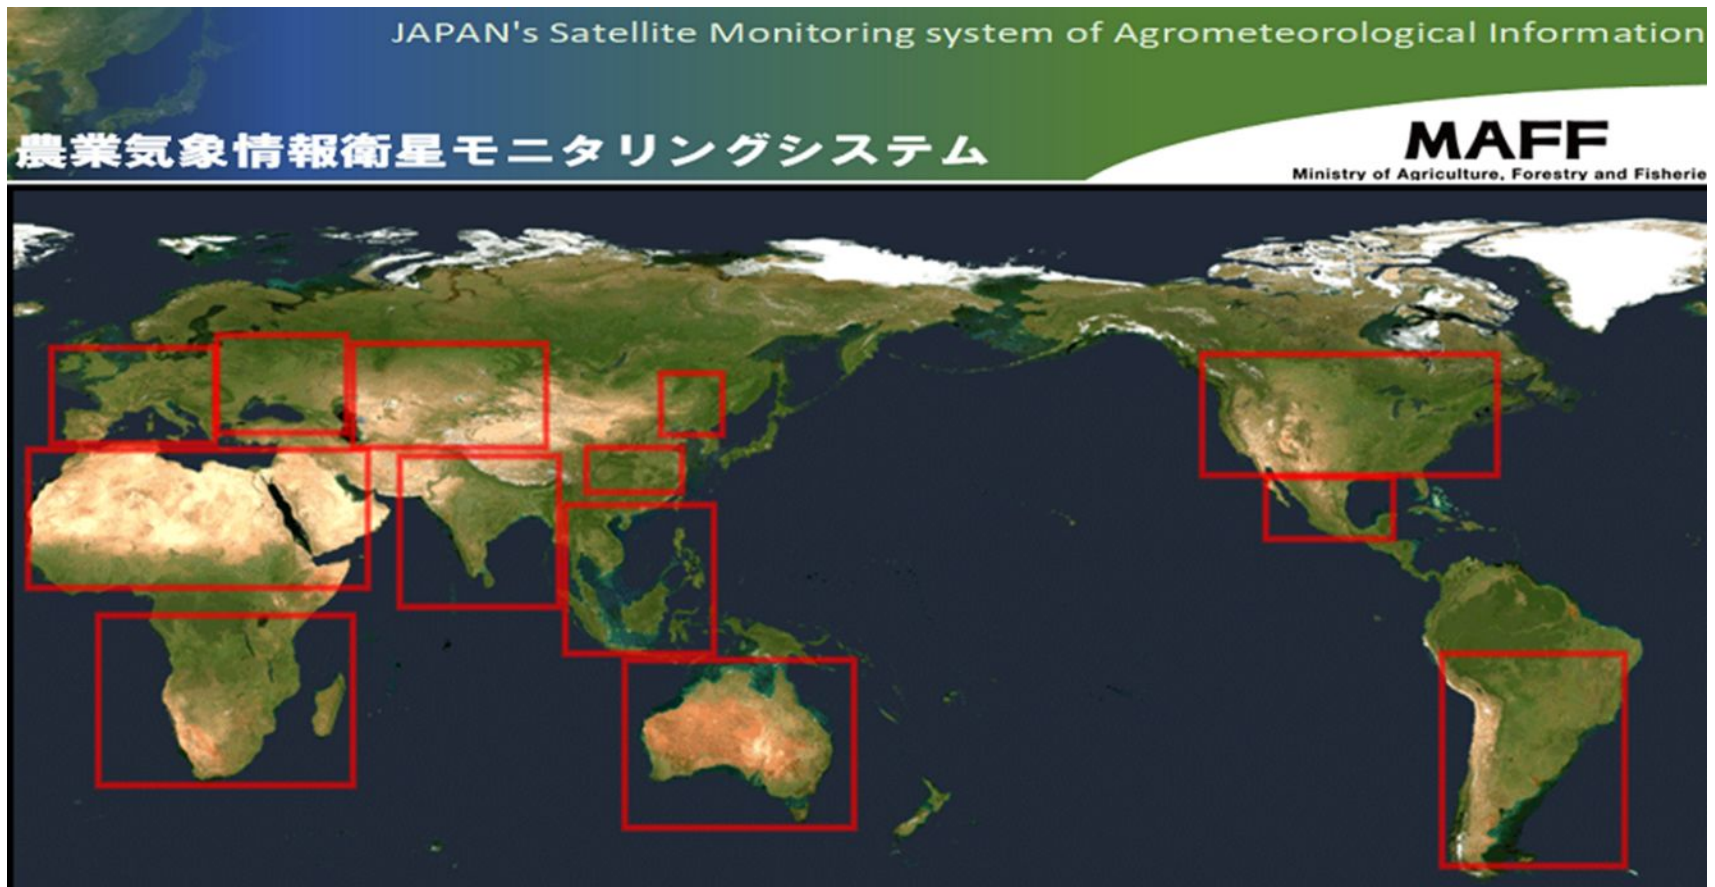 JAPAN's Satellite Monitoring system of Agrometeorological Information
農業気象情報衛星モニタリングシステム
MAFF
Ministry of Agriculture, Forestry and Fisherie